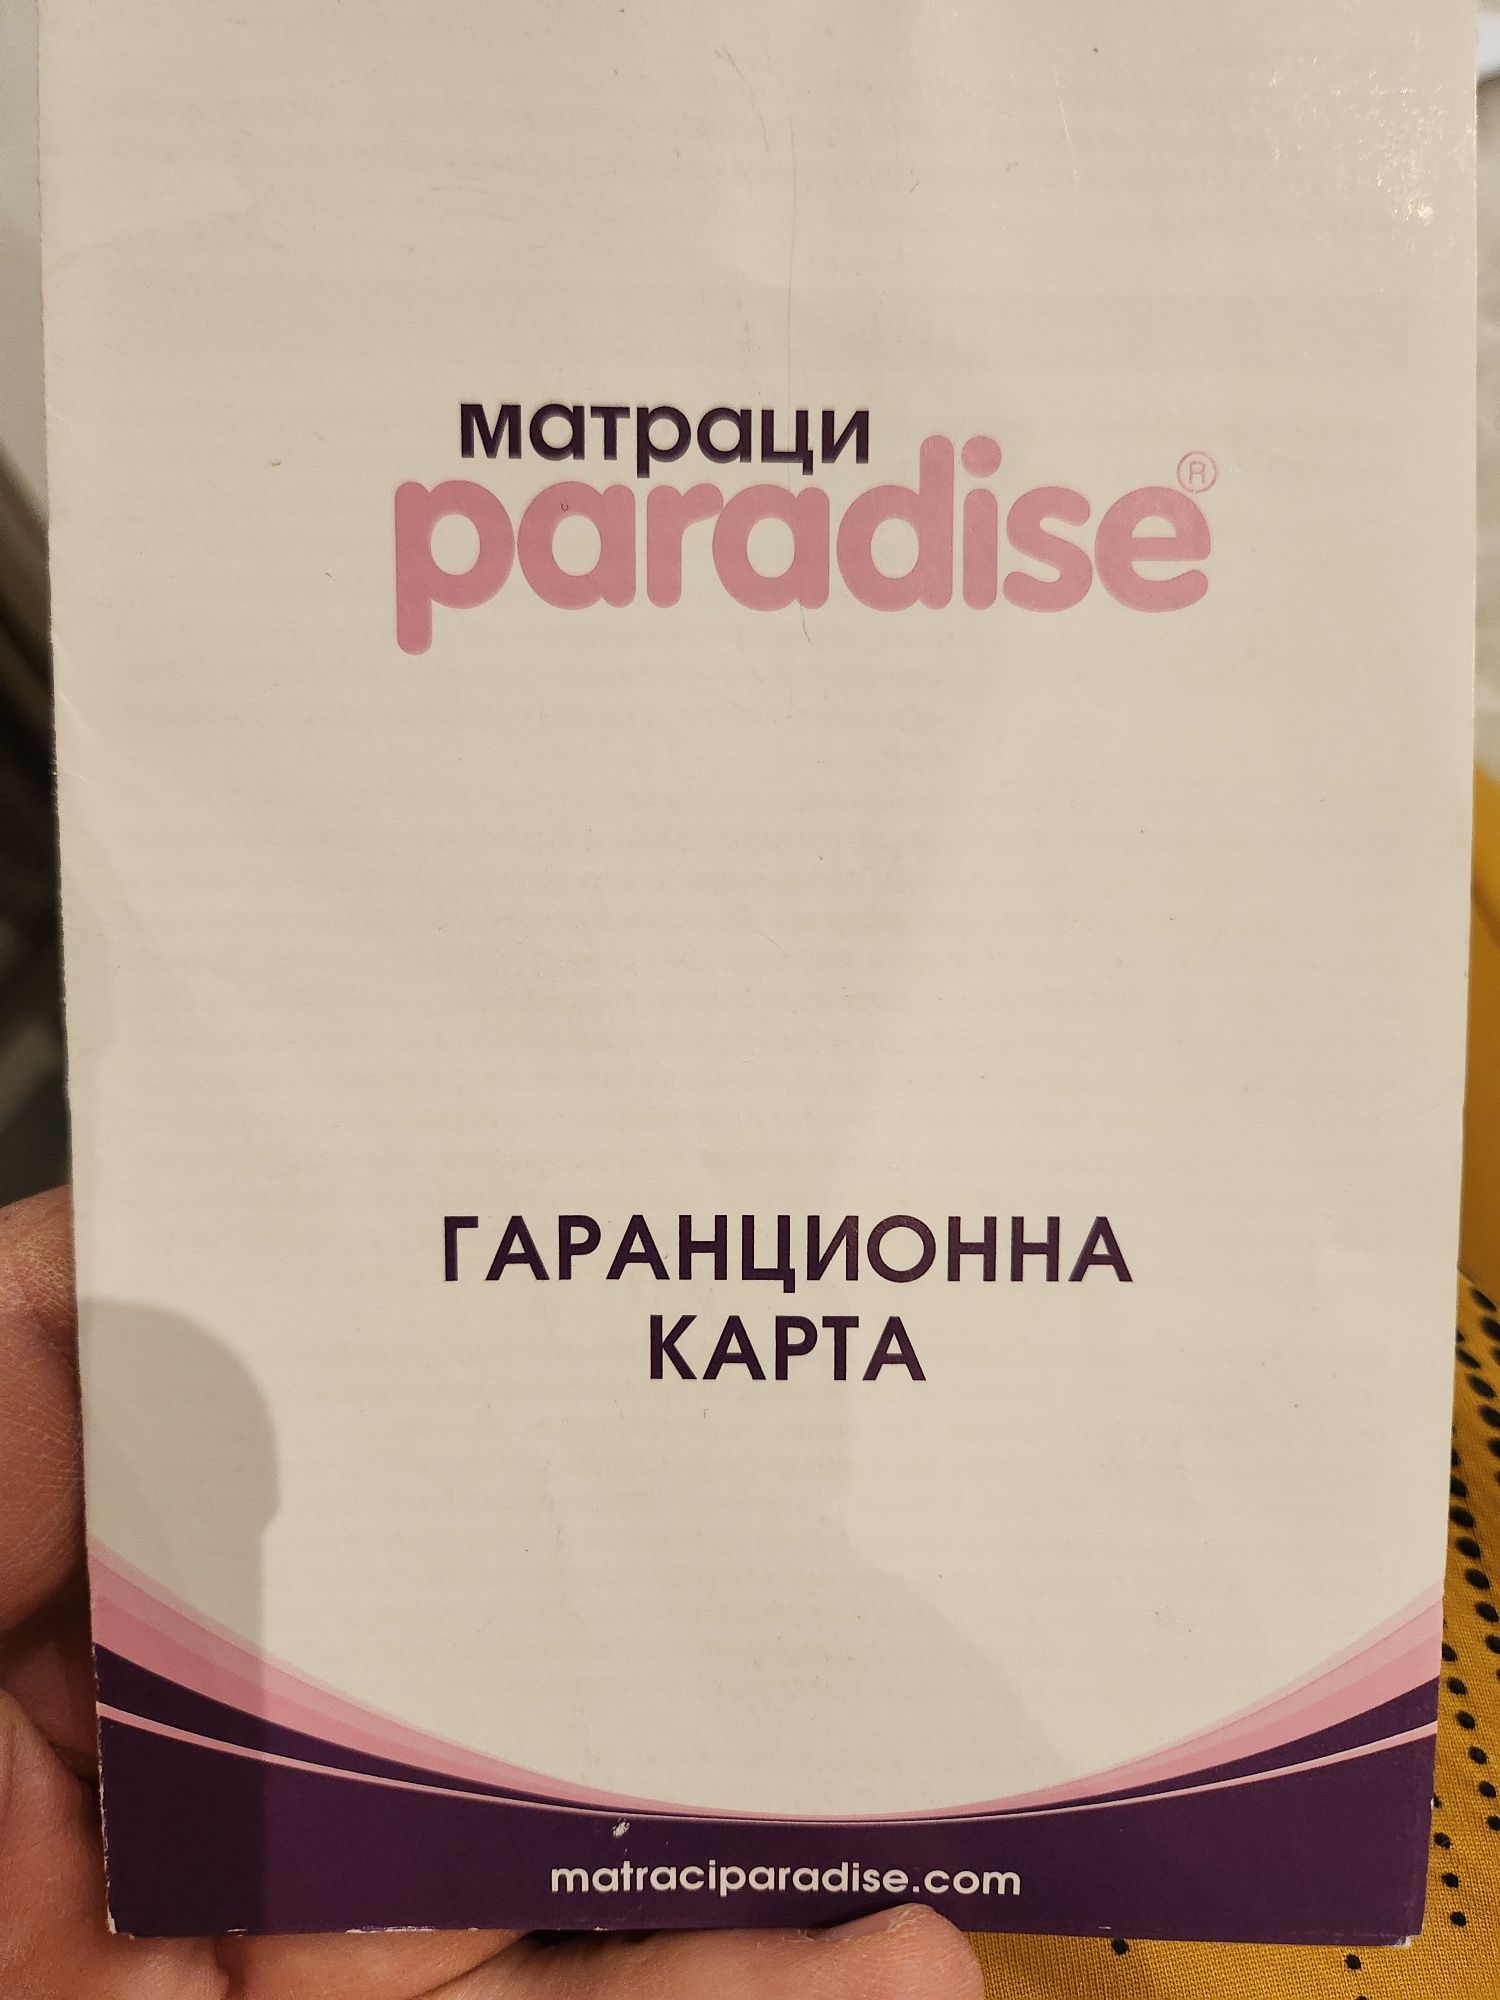 матраци
paradise®
ГАРАНЦИОННА
КАРТА
matraciparadise.com